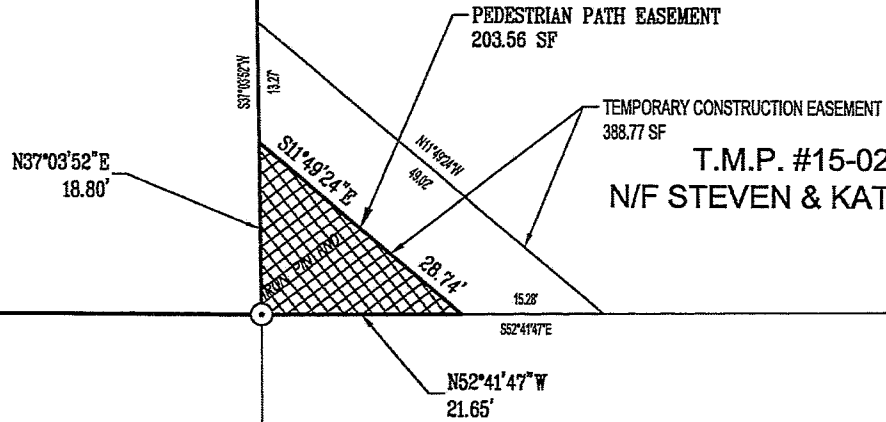 PEDESTRIAN PATH EASEMENT
203.56 SF
S37°03'52"W
13.27'
TEMPORARY CONSTRUCTION EASEMENT
388.77 SF
N11°49'24"W
49.02'
T.M.P. #15-02
N/F STEVEN & KAT
N37°03'52"E
18.80'
S11°49'24"E
28.74'
IRON PIN
15.28'
S52°41'47"E
N52°41'47"W
21.65'